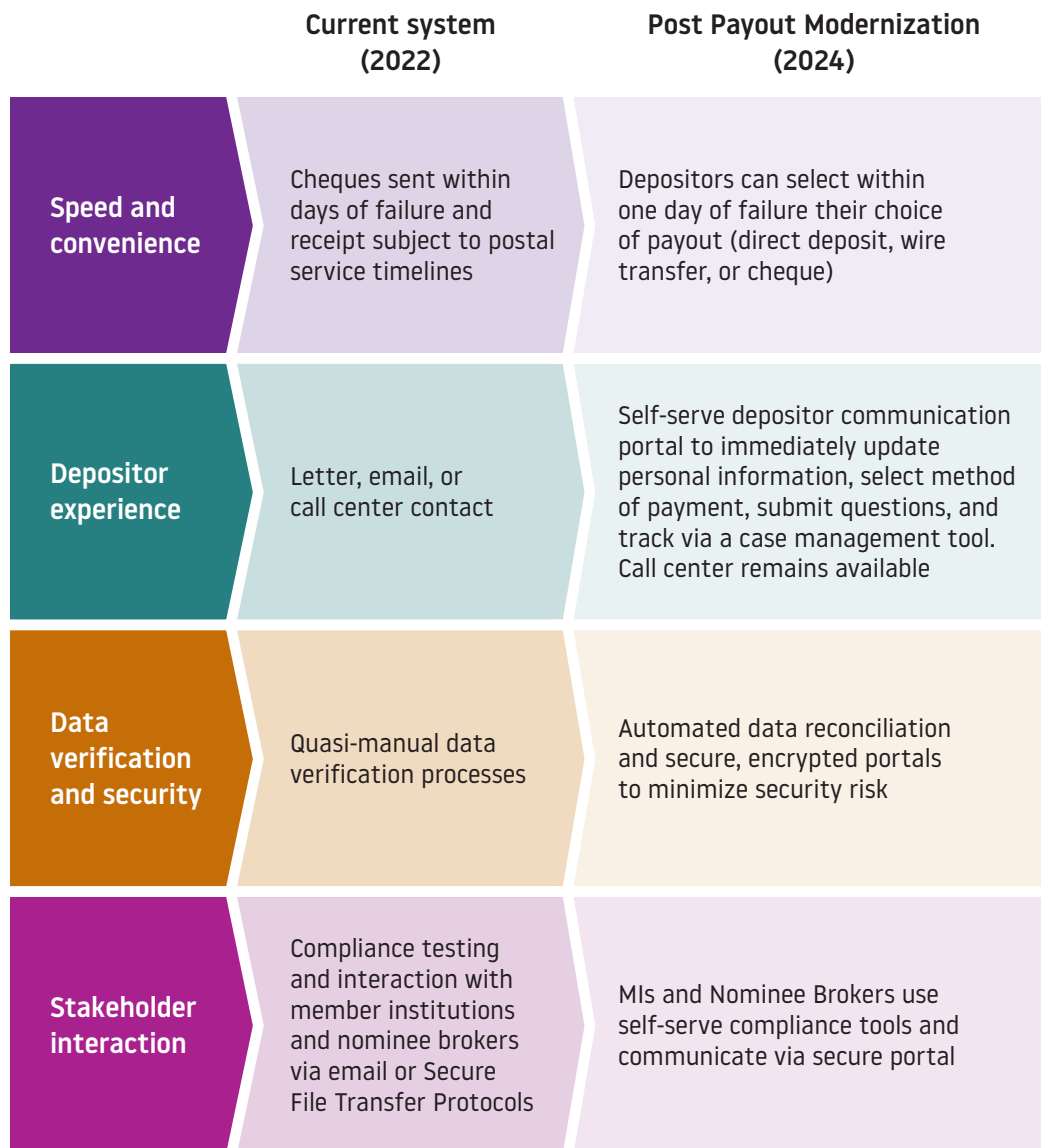 Current system
(2022)
Post Payout Modernization
(2024)
Speed and
convenience
Cheques sent within
days of failure and
receipt subject to postal
service timelines
Depositors can select within
one day of failure their choice
of payout (direct deposit, wire
transfer, or cheque)
Depositor
experience
Letter, email, or
call center contact
Self-serve depositor communication
portal to immediately update
personal information, select method
of payment, submit questions, and
track via a case management tool.
Call center remains available
Data
verification
and security
Quasi-manual data
verification processes
Automated data reconciliation
and secure, encrypted portals
to minimize security risk
Stakeholder
interaction
Compliance testing
and interaction with
member institutions
and nominee brokers
via email or Secure
File Transfer Protocols
MIs and Nominee Brokers use
self-serve compliance tools and
communicate via secure portal